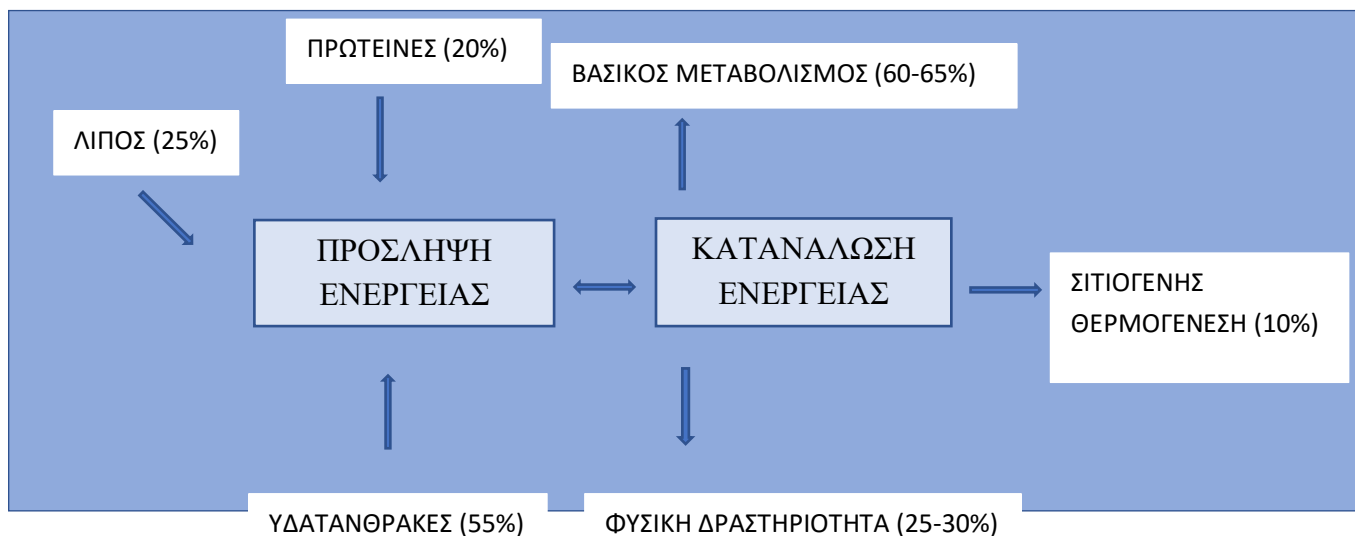 ΠΡΩΤΕΙΝΕΣ (20%)
ΒΑΣΙΚΟΣ ΜΕΤΑΒΟΛΙΣΜΟΣ (60-65%)
ΛΙΠΟΣ (25%)
ΠΡΟΣΛΗΨΗ
ΕΝΕΡΓΕΙΑΣ
ΚΑΤΑΝΑΛΩΣΗ
ΕΝΕΡΓΕΙΑΣ
ΣΙΤΙΟΓΕΝΗΣ
ΘΕΡΜΟΓΕΝΕΣΗ (10%)
ΥΔΑΤΑΝΘΡΑΚΕΣ (55%)
ΦΥΣΙΚΗ ΔΡΑΣΤΗΡΙΟΤΗΤΑ (25-30%)